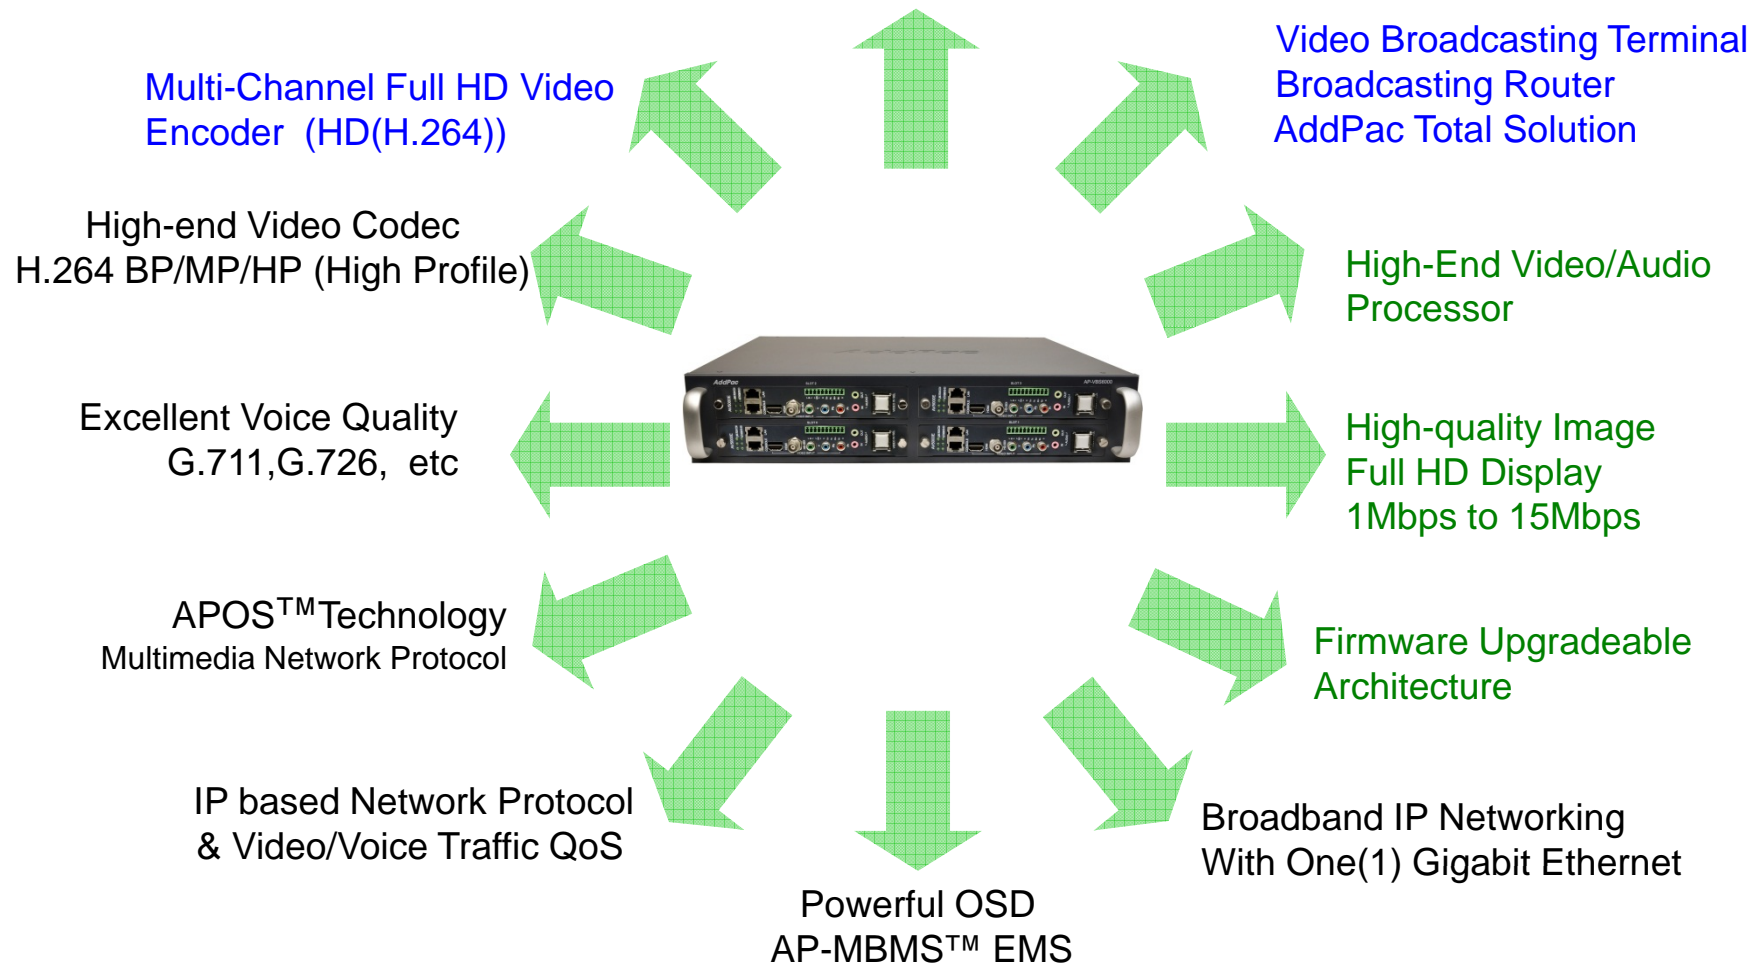 Video Broadcasting Terminal
Broadcasting Router
AddPac Total Solution
Multi-Channel Full HD Video
Encoder (HD(H.264))
High-end Video Codec
H.264 BP/MP/HP (High Profile)
High-End Video/Audio
Processor
AddPac
AP-VBS6000
Excellent Voice Quality
G.711,G.726, etc
High-quality Image
Full HD Display
1Mbps to 15Mbps
APOS™Technology
Multimedia Network Protocol
Firmware Upgradeable
Architecture
IP based Network Protocol
& Video/Voice Traffic QoS
Broadband IP Networking
With One(1) Gigabit Ethernet
Powerful OSD
AP-MBMS™ EMS